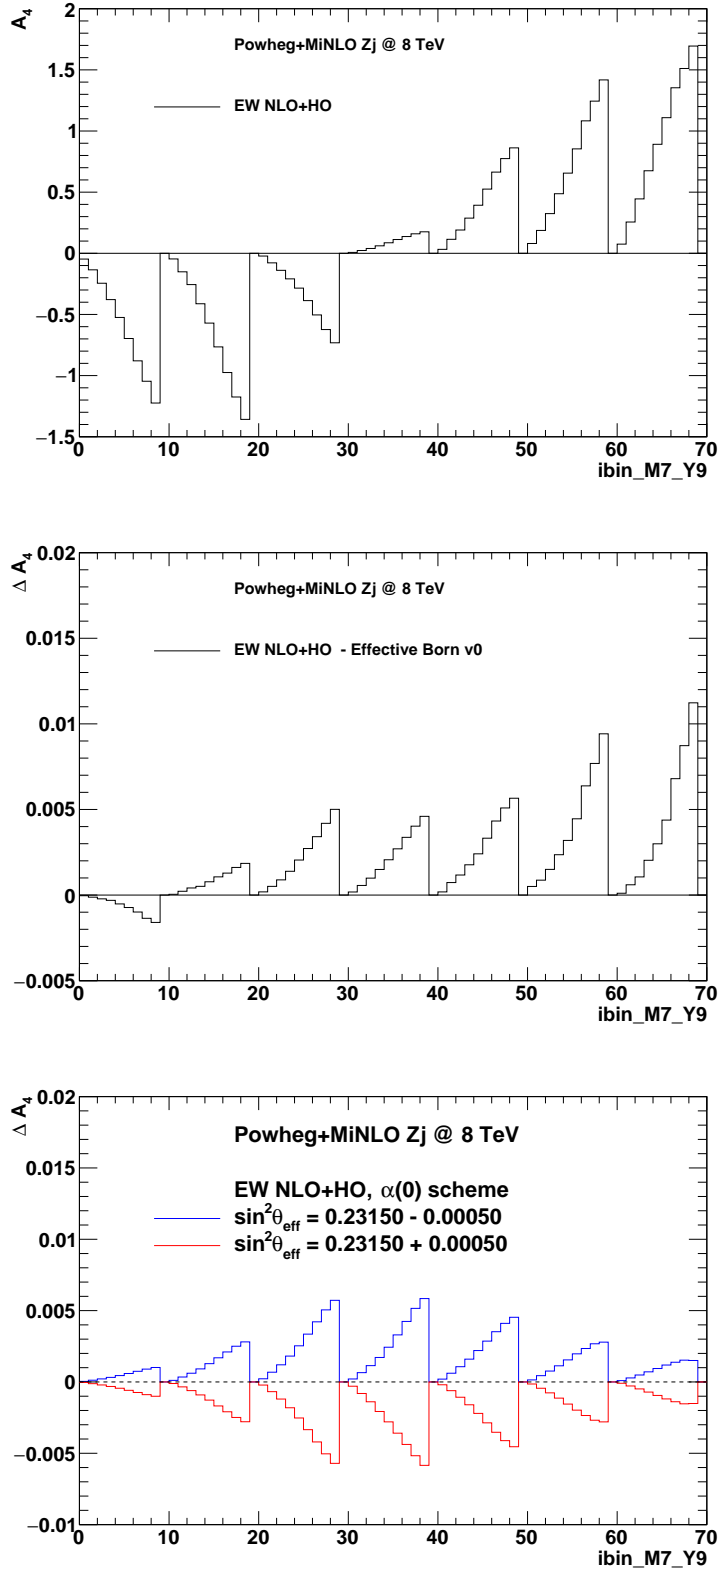 A₄
2
Powheg+MiNLO Zj @ 8 TeV
1.5
EW NLO+HO
1
0.5
0
−0.5
−1
−1.5
0 10 20 30 40 50 60 70
ibin_M7_Y9
Δ A₄
0.02
Powheg+MiNLO Zj @ 8 TeV
0.015
EW NLO+HO - Effective Born v0
0.01
0.005
0
−0.005
0 10 20 30 40 50 60 70
ibin_M7_Y9
Δ A₄
0.02
Powheg+MiNLO Zj @ 8 TeV
0.015
EW NLO+HO, α(0) scheme
sin²θeff = 0.23150 - 0.00050
0.01
sin²θeff = 0.23150 + 0.00050
0.005
0
−0.005
−0.01
0 10 20 30 40 50 60 70
ibin_M7_Y9